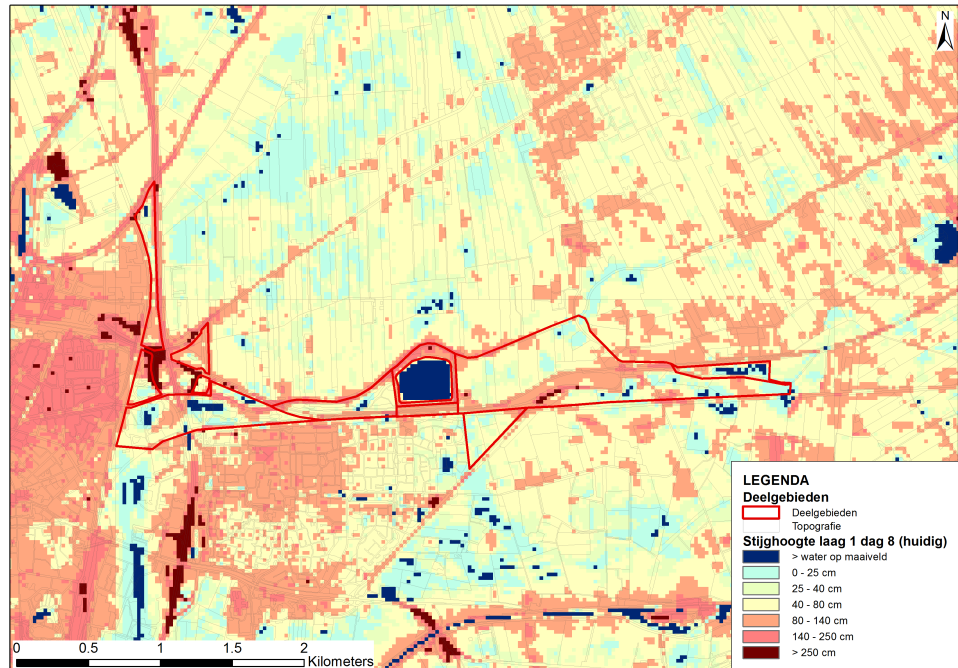 N
LEGENDA
Deelgebieden
Deelgebieden
Topografie
Stijghoogte laag 1 dag 8 (huidig)
> water op maaiveld
0 - 25 cm
25 - 40 cm
40 - 80 cm
80 - 140 cm
140 - 250 cm
> 250 cm
0 0.5 1 1.5 2
Kilometers